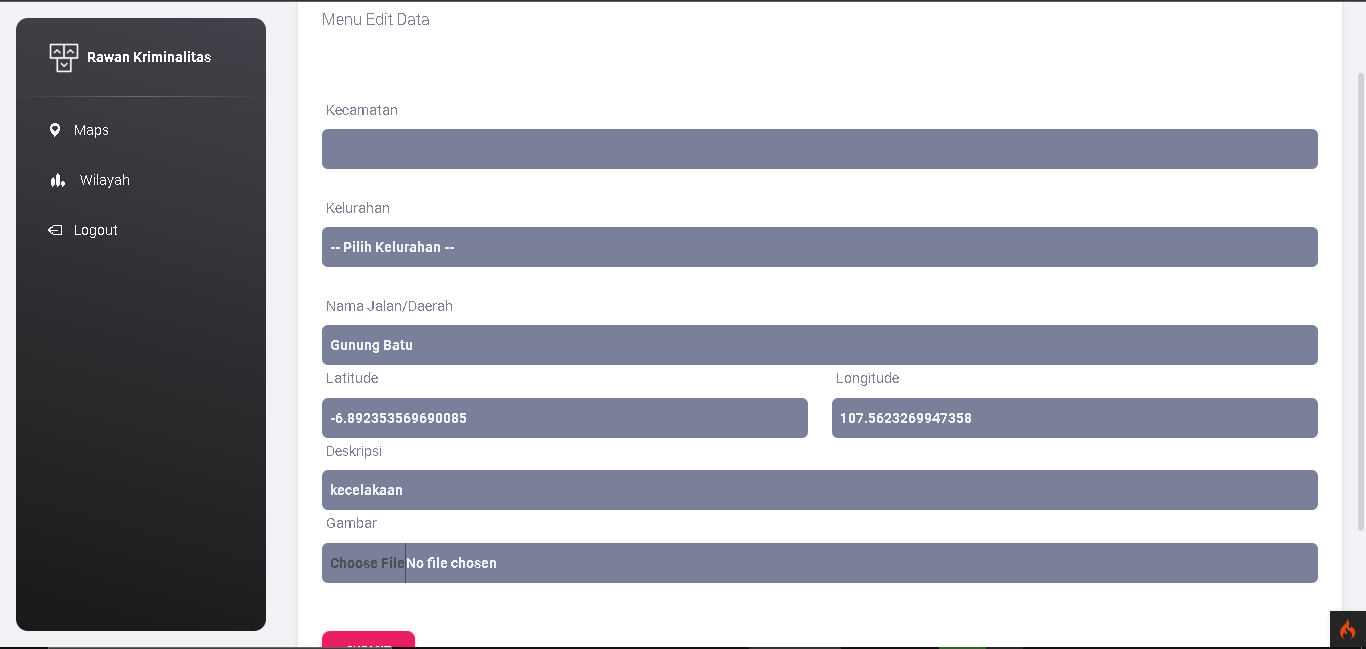 Menu Edit Data
Rawan Kriminalitas
Maps
Wilayah
Logout
Kecamatan
Kelurahan
-- Pilih Kelurahan --
Nama Jalan/Daerah
Gunung Batu
Latitude
Longitude
-6.892353569690085
107.5623269947358
Deskripsi
kecelakaan
Gambar
Choose File No file chosen